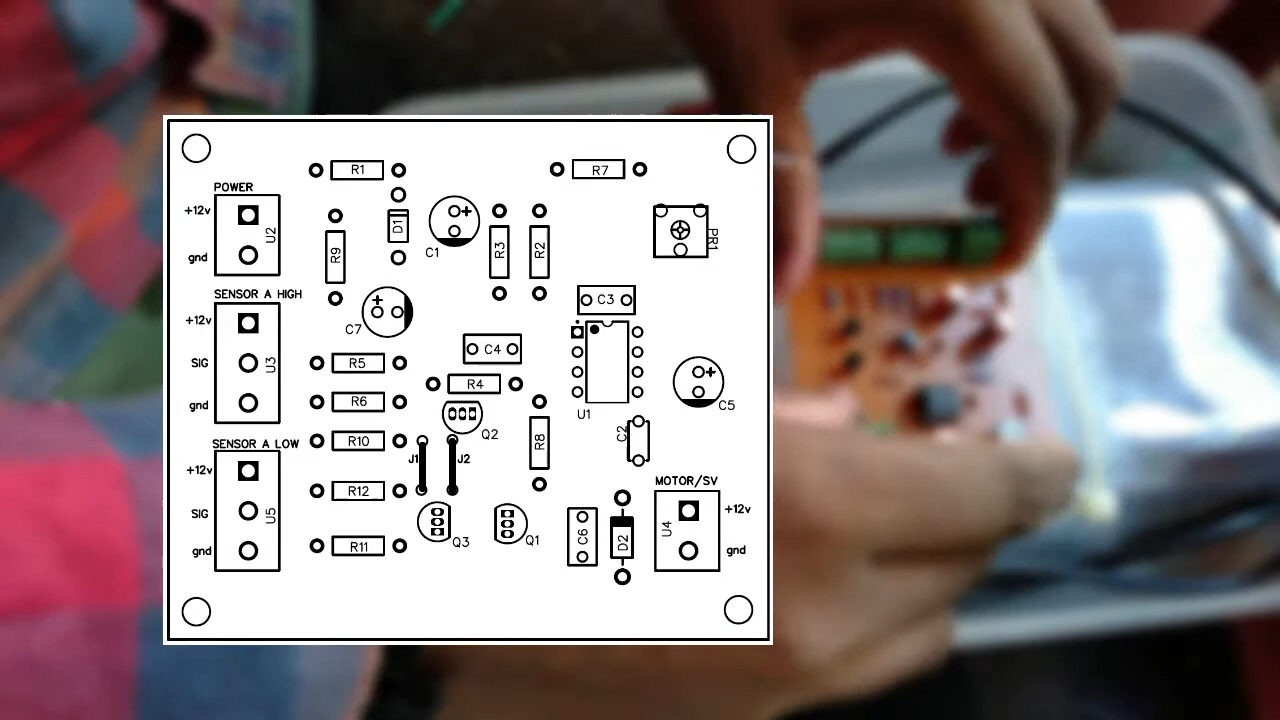 R1
R7
POWER
+12v
U2
gnd
D1
R9
C1
R3
R2
PR1
SENSOR A HIGH
+12v
SIG
U3
gnd
C7
C3
C4
R5
R4
R6
U1
C5
Q2
R8
C2
SENSOR A LOW
R10
J1
J2
+12v
SIG
U5
gnd
R12
R11
Q3
Q1
C6
D2
MOTOR/SV
U4
+12v
gnd